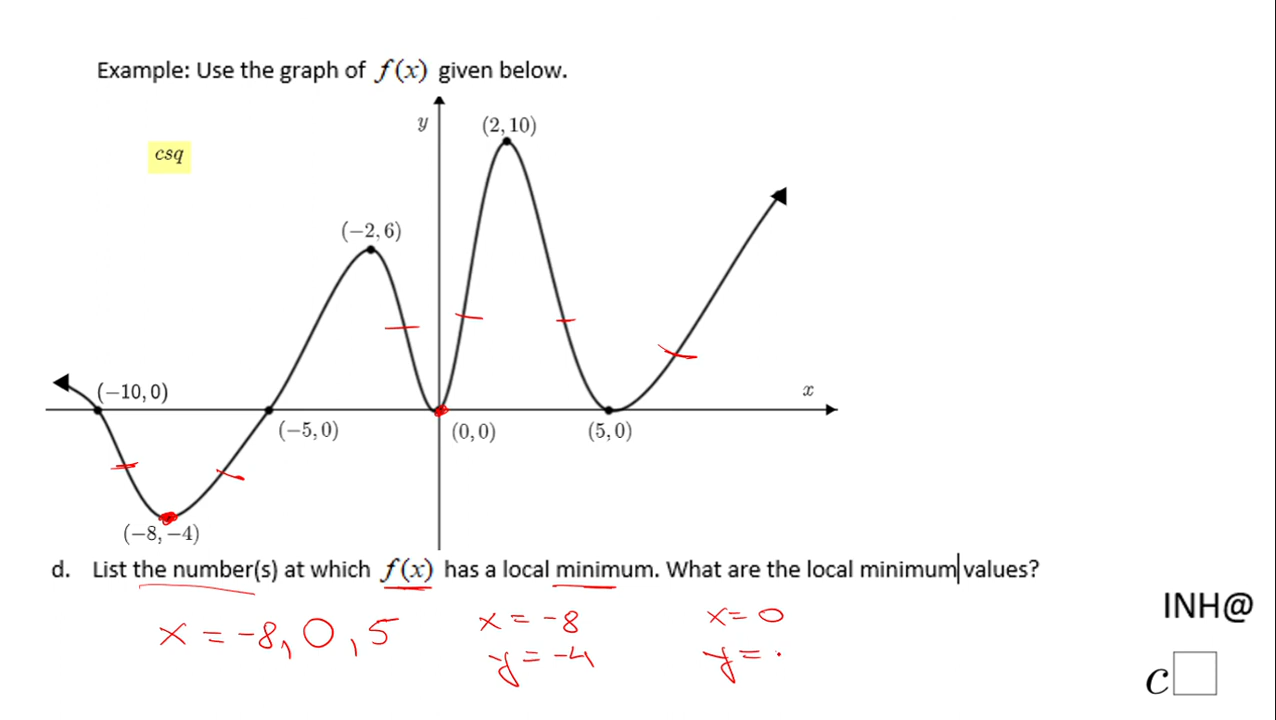 Example: Use the graph of f(x) given below.
y
(2, 10)
csq
(−2, 6)
(−10, 0)
x
(−5, 0)
(0, 0)
(5, 0)
(−8, −4)
d. List the number(s) at which f(x) has a local minimum. What are the local minimum values?
INH@
x = -8, 0, 5
x = -8
x = 0
y = -4
y =
c